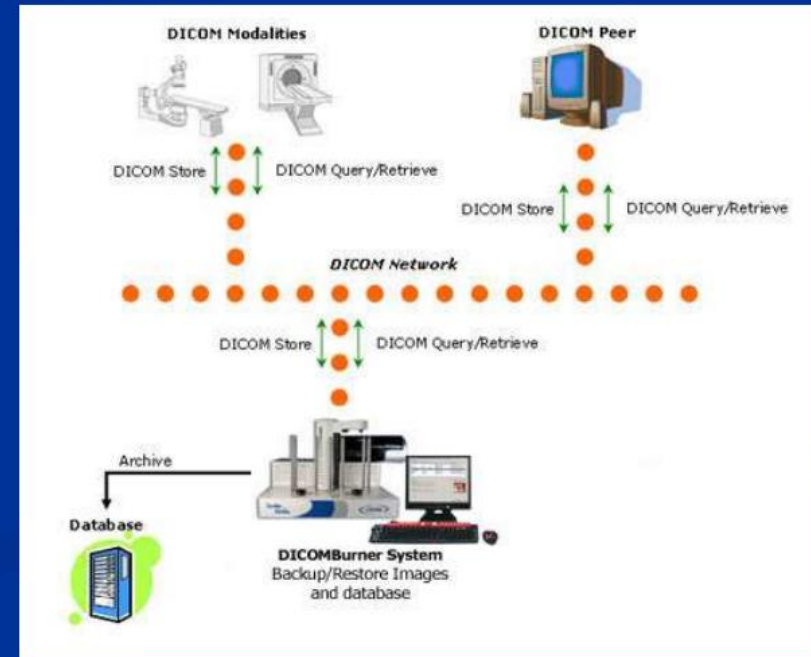 DICOM Modalities
DICOM Peer
DICOM Store
DICOM Query/Retrieve
DICOM Store
DICOM Query/Retrieve
DICOM Network
DICOM Store
DICOM Query/Retrieve
Archive
Database
DICOMBurner System
Backup/Restore Images
and database